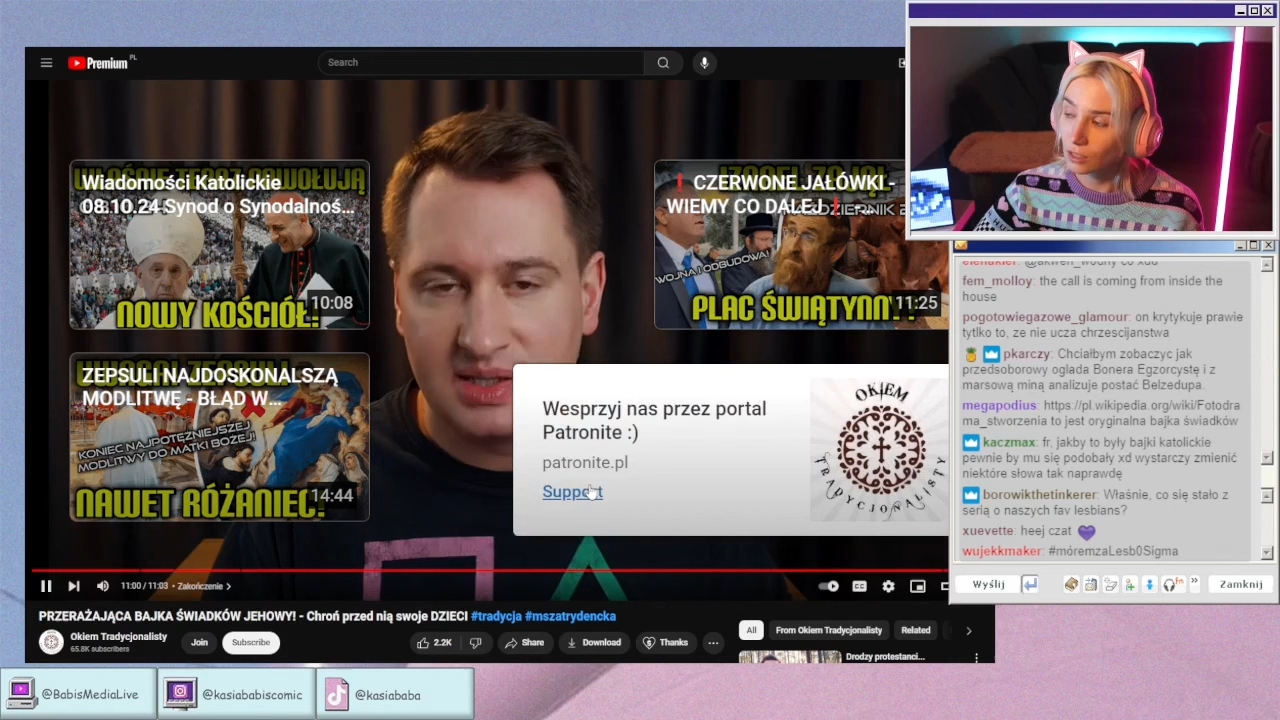 Premium PL
Search
Wiadomości Katolickie
08.10.24 Synod o Synodalnoś...
NOWY KOŚCIÓŁ!
10:08
❗ CZERWONE JAŁÓWKI -
WIEMY CO DALEJ❗ -
WOJNA I ODBUDOWA!
PLAC ŚWIĄTYNN
11:25
ZEPSULI NAJDOSKONALSZĄ
MODLITWĘ - BŁĄD W...
KONIEC NAJPOTĘŻNIEJSZEJ
MODLITWY DO MATKI BOŻEJ!
NAWET RÓŻANIEC!
14:44
Wesprzyj nas przez portal
Patronite :)
patronite.pl
Support
OKIEM
TRADYCJONALISTY
11:00 / 11:03 • Zakończenie
PRZERAŻAJĄCA BAJKA ŚWIADKÓW JEHOWY! - Chroń przed nią swoje DZIECI #tradycja #mszatrydencka
Okiem Tradycjonalisty
65.8K subscribers
Join
Subscribe
2.2K
Share
Download
Thanks
All
From Okiem Tradycjonalisty
Related
Drodzy protestanci...
fem_molloy: the call is coming from inside the
house
pogotowiegazowe_glamour: on krytykuje prawie
tytlko to, ze nie ucza chrzescijanstwa
pkarczy: Chciałbym zobaczyc jak
przedsoborowy ogląda Bonera Egzorcystę i z
marsową miną analizuje postać Belzedupa.
megapodius: https://pl.wikipedia.org/wiki/Fotodra
ma_stworzenia to jest oryginalna bajka świadków
kaczmax: fr, jakby to były bajki katolickie
pewnie by mu się podobały xd wystarczy zmienić
niektóre słowa tak naprawdę
borowikthetinkerer: Właśnie, co się stało z
serią o naszych fav lesbians?
xuevette: heej czat
wujekkmaker: #móremzaLesb0Sigma
Wyślij
fn
Zamknij
@BabisMediaLive
@kasiababiscomic
@kasiababa